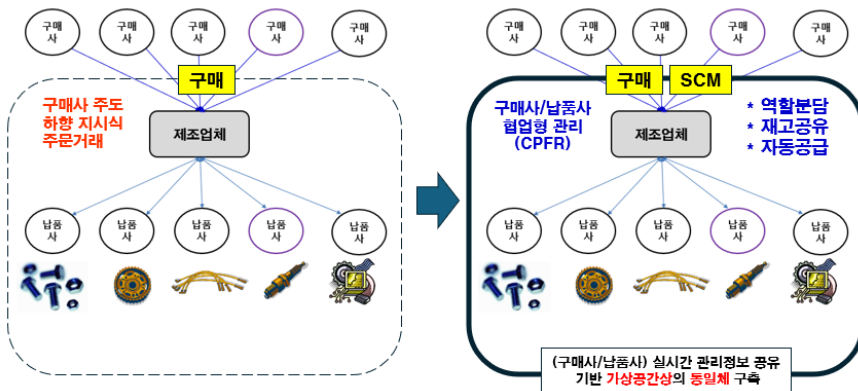 구매
사
구매
사
구매
사
구매
사
구매
사
구매
구매사 주도
하향 지시식
주문거래
제조업체
납품
사
납품
사
납품
사
납품
사
납품
사
구매
사
구매
사
구매
사
구매
사
구매
사
구매
SCM
구매사/납품사
협업형 관리
(CPFR)
제조업체
* 역할분담
* 재고공유
* 자동공급
납품
사
납품
사
납품
사
납품
사
납품
사
(구매사/납품사) 실시간 관리정보 공유
기반 가상공간상의 동일체 구축